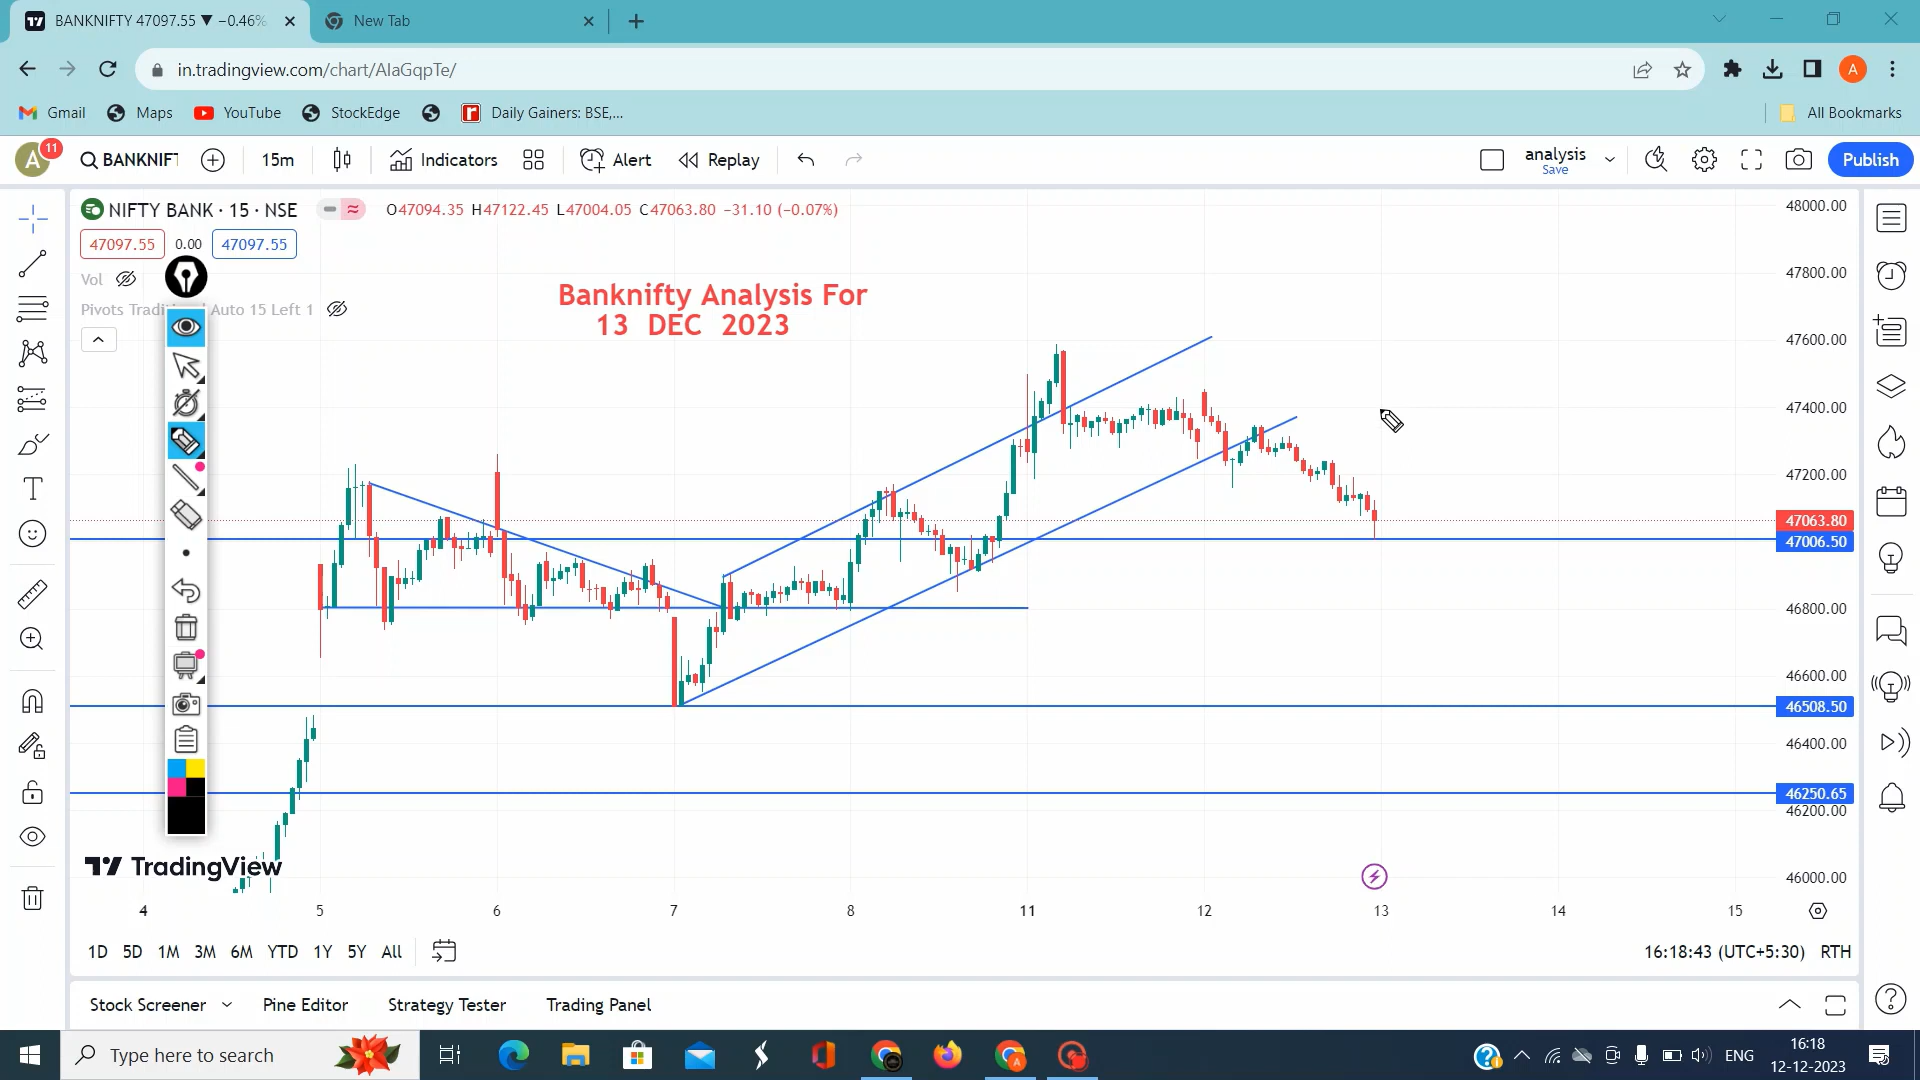 BANKNIFTY 47097.55 ▼ −0.46%
New Tab
in.tradingview.com/chart/AIaGqpTe/
A
Gmail
Maps
YouTube
StockEdge
Daily Gainers: BSE,...
All Bookmarks
A
11
BANKNIFT
15m
Indicators
Alert
Replay
analysis
Save
Publish
NIFTY BANK · 15 · NSE
O47094.35 H47122.45 L47004.05 C47063.80 −31.10 (−0.07%)
47097.55 0.00 47097.55
Vol
Pivots Auto 15 Left 1
Banknifty Analysis For
13 DEC 2023
48000.00
47800.00
47600.00
47400.00
47200.00
47063.80
47006.50
46800.00
46600.00
46508.50
46400.00
46250.65
46200.00
46000.00
TradingView
4 5 6 7 8 11 12 13 14 15
1D 5D 1M 3M 6M YTD 1Y 5Y All
16:18:43 (UTC+5:30) RTH
Stock Screener
Pine Editor
Strategy Tester
Trading Panel
Type here to search
ENG
16:18
12-12-2023